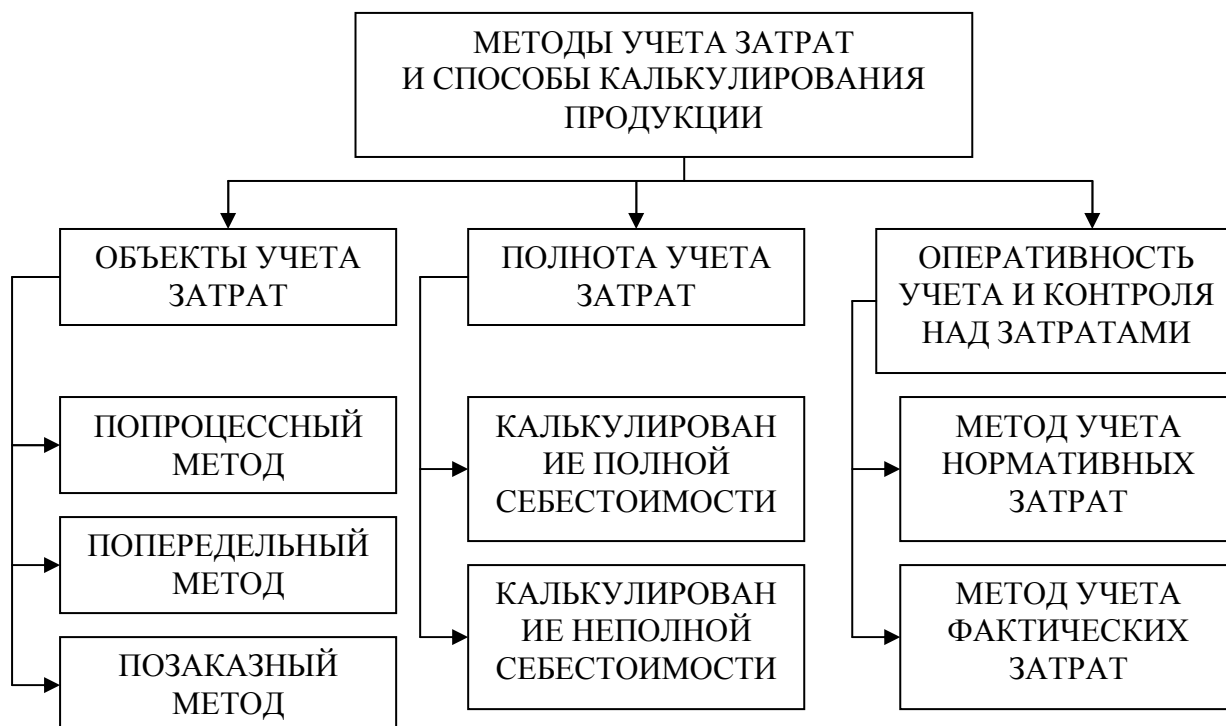 МЕТОДЫ УЧЕТА ЗАТРАТ
И СПОСОБЫ КАЛЬКУЛИРОВАНИЯ
ПРОДУКЦИИ
ОБЪЕКТЫ УЧЕТА
ЗАТРАТ
ПОПРОЦЕССНЫЙ
МЕТОД
ПОПЕРЕДЕЛЬНЫЙ
МЕТОД
ПОЗАКАЗНЫЙ
МЕТОД
ПОЛНОТА УЧЕТА
ЗАТРАТ
КАЛЬКУЛИРОВАН
ИЕ ПОЛНОЙ
СЕБЕСТОИМОСТИ
КАЛЬКУЛИРОВАН
ИЕ НЕПОЛНОЙ
СЕБЕСТОИМОСТИ
ОПЕРАТИВНОСТЬ
УЧЕТА И КОНТРОЛЯ
НАД ЗАТРАТАМИ
МЕТОД УЧЕТА
НОРМАТИВНЫХ
ЗАТРАТ
МЕТОД УЧЕТА
ФАКТИЧЕСКИХ
ЗАТРАТ